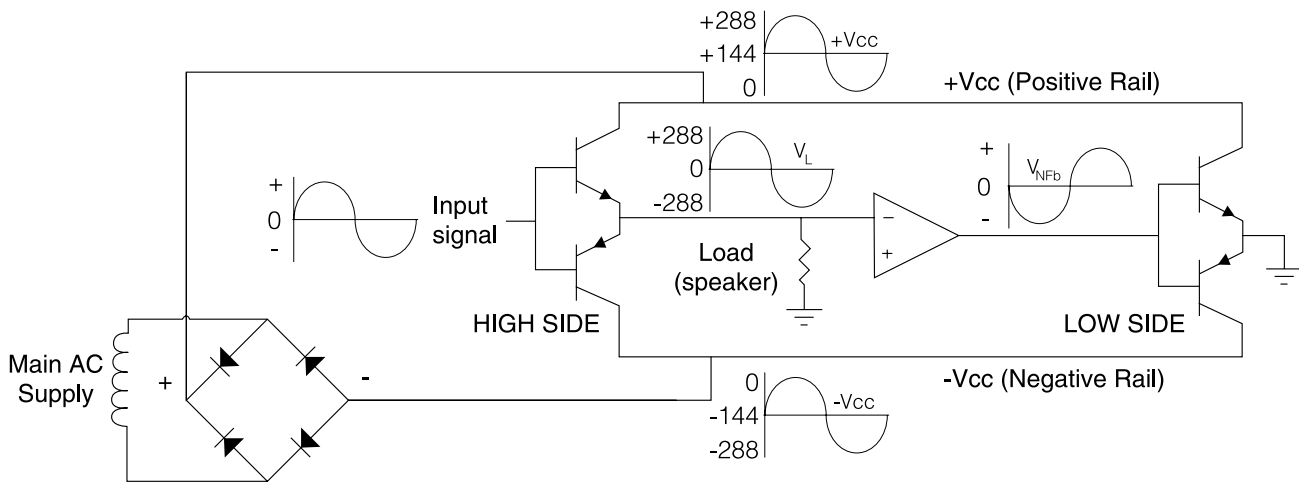 +288
+144
0
+Vcc
+Vcc (Positive Rail)
+288
0
-288
V_L
+
0
-
V_NFb
+
0
-
Input
signal
Load
(speaker)
−
+
HIGH SIDE
LOW SIDE
Main AC
Supply
+
-
-Vcc (Negative Rail)
0
-144
-288
-Vcc